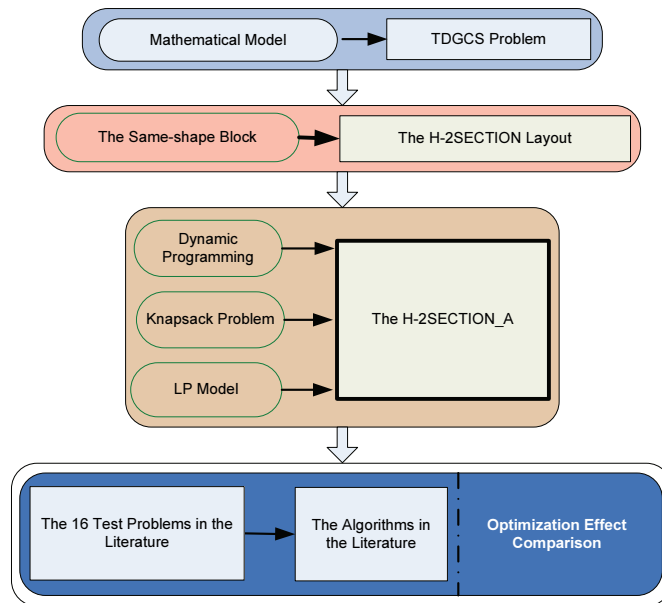 Mathematical Model
TDGCS Problem
The Same-shape Block
The H-2SECTION Layout
Dynamic
Programming
Knapsack Problem
LP Model
The H-2SECTION_A
The 16 Test Problems in the
Literature
The Algorithms in
the Literature
Optimization Effect
Comparison